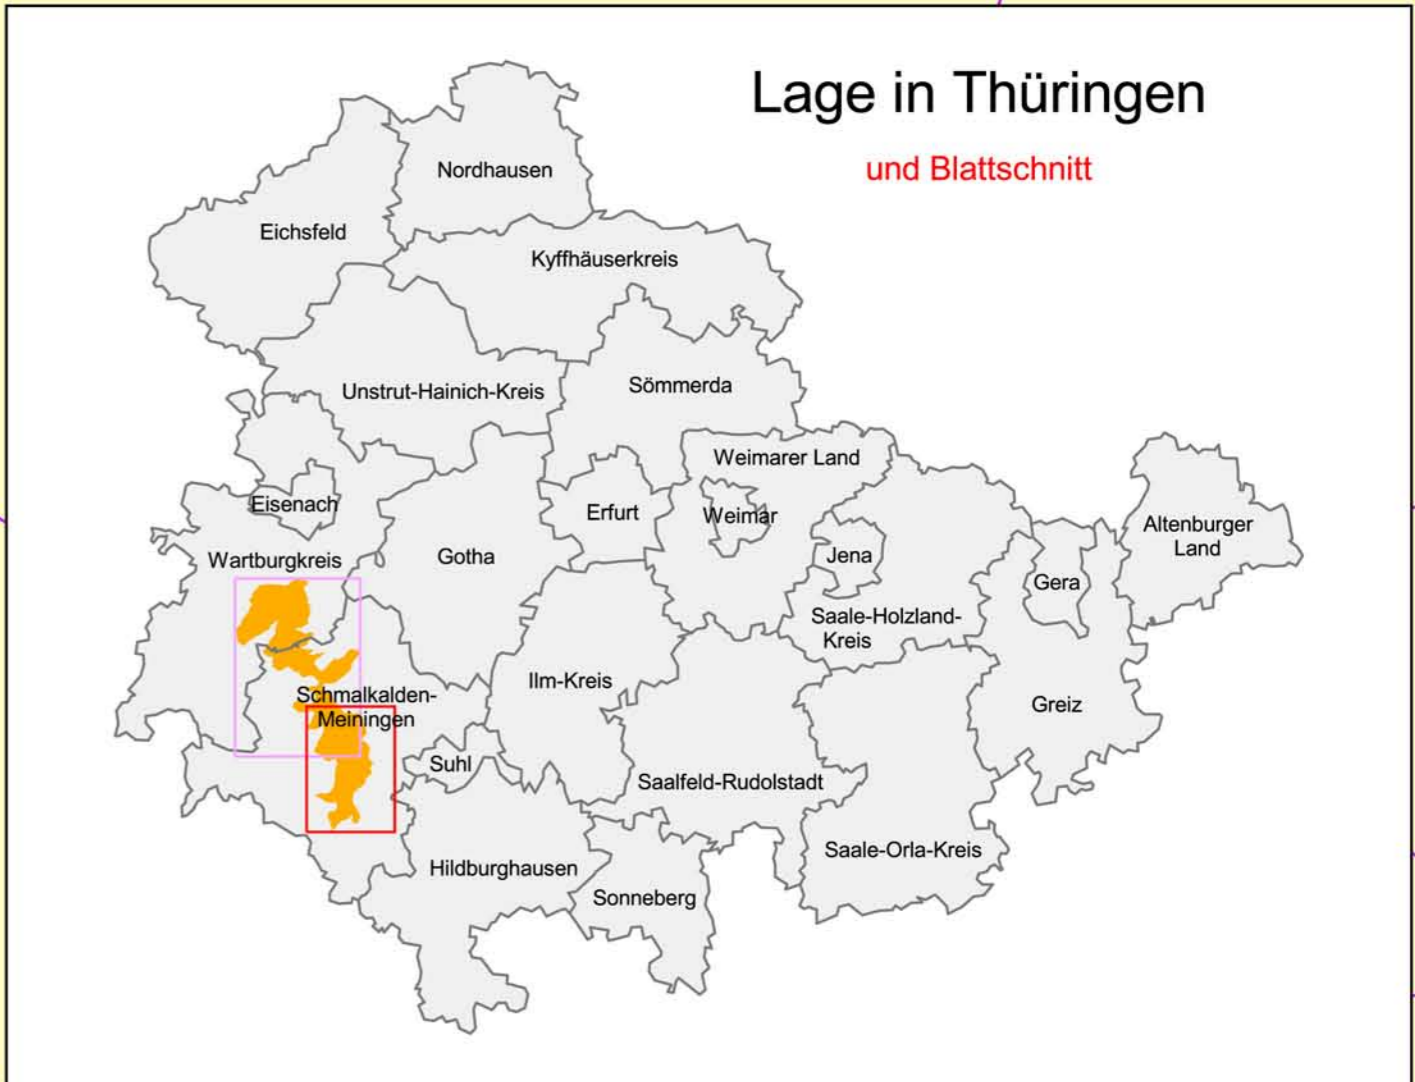 Lage in Thüringen
und Blattschnitt
Nordhausen
Eichsfeld
Kyffhäuserkreis
Unstrut-Hainich-Kreis
Sömmerda
Weimarer Land
Eisenach
Erfurt
Weimar
Altenburger
Land
Wartburgkreis
Gotha
Jena
Gera
Saale-Holzland-
Kreis
Ilm-Kreis
Schmalkalden-
Meiningen
Greiz
Suhl
Saalfeld-Rudolstadt
Saale-Orla-Kreis
Hildburghausen
Sonneberg